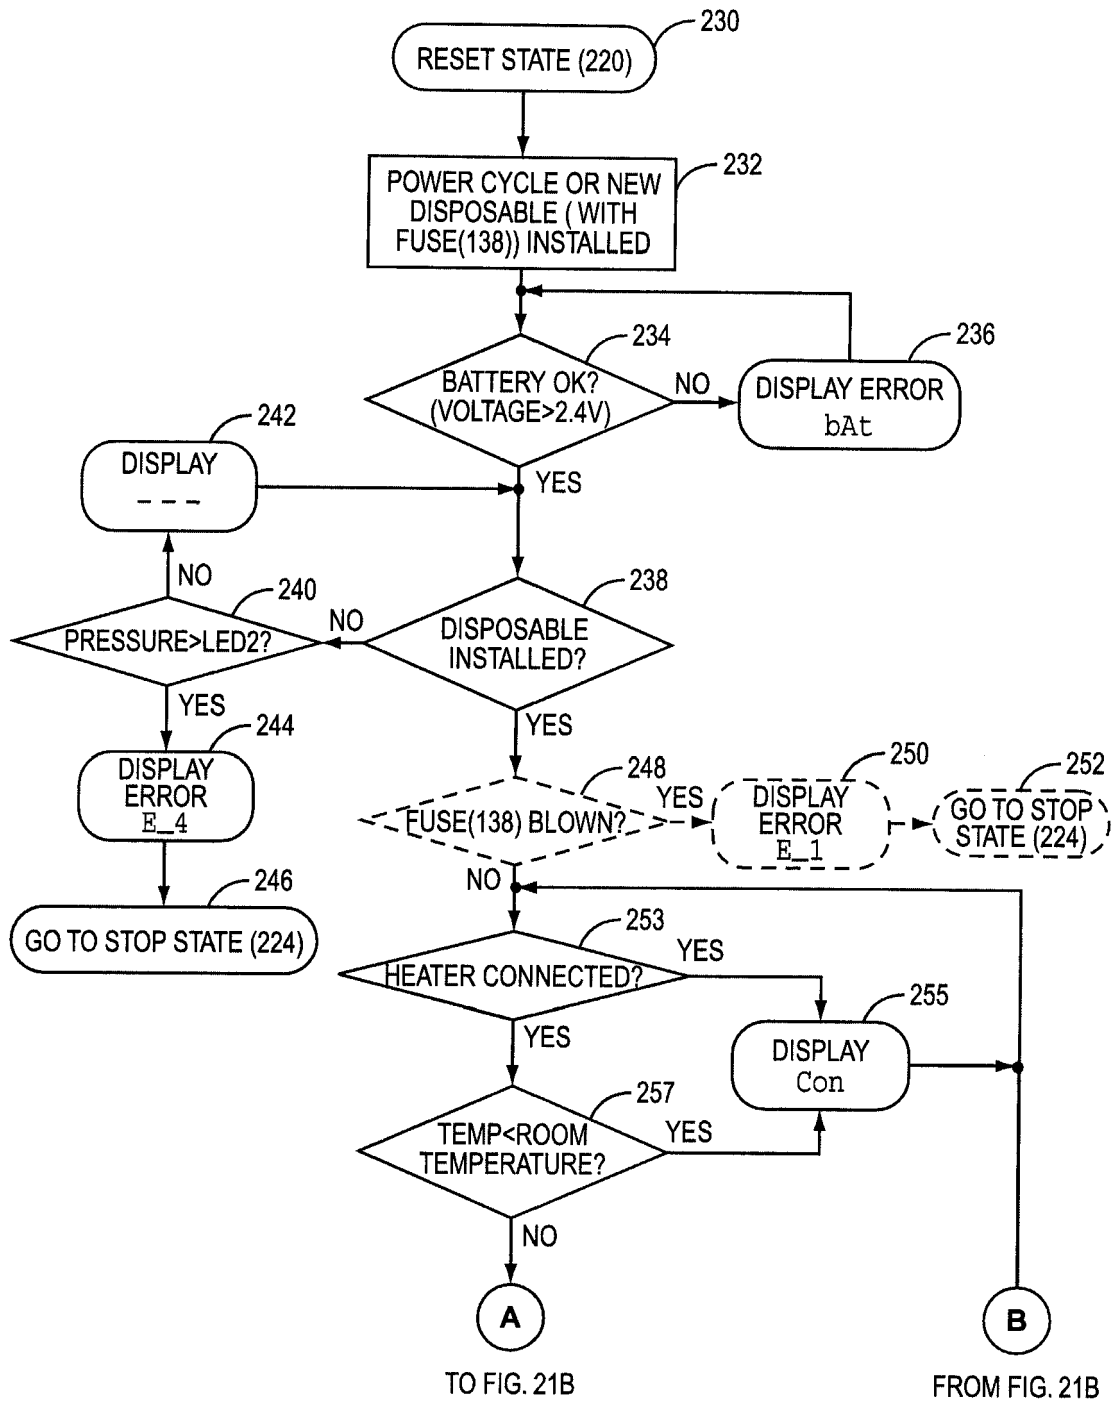 230
RESET STATE (220)
232
POWER CYCLE OR NEW
DISPOSABLE (WITH
FUSE(138)) INSTALLED
234
BATTERY OK?
(VOLTAGE>2.4V)
NO
236
DISPLAY ERROR
bAt
YES
242
DISPLAY
– – –
NO
240
PRESSURE>LED2?
NO
238
DISPOSABLE
INSTALLED?
YES
244
DISPLAY
ERROR
E_4
246
GO TO STOP STATE (224)
YES
248
FUSE(138) BLOWN?
YES
250
DISPLAY
ERROR
E_1
252
GO TO STOP
STATE (224)
NO
253
HEATER CONNECTED?
YES
255
DISPLAY
Con
YES
257
TEMP<ROOM
TEMPERATURE?
YES
NO
A
TO FIG. 21B
B
FROM FIG. 21B